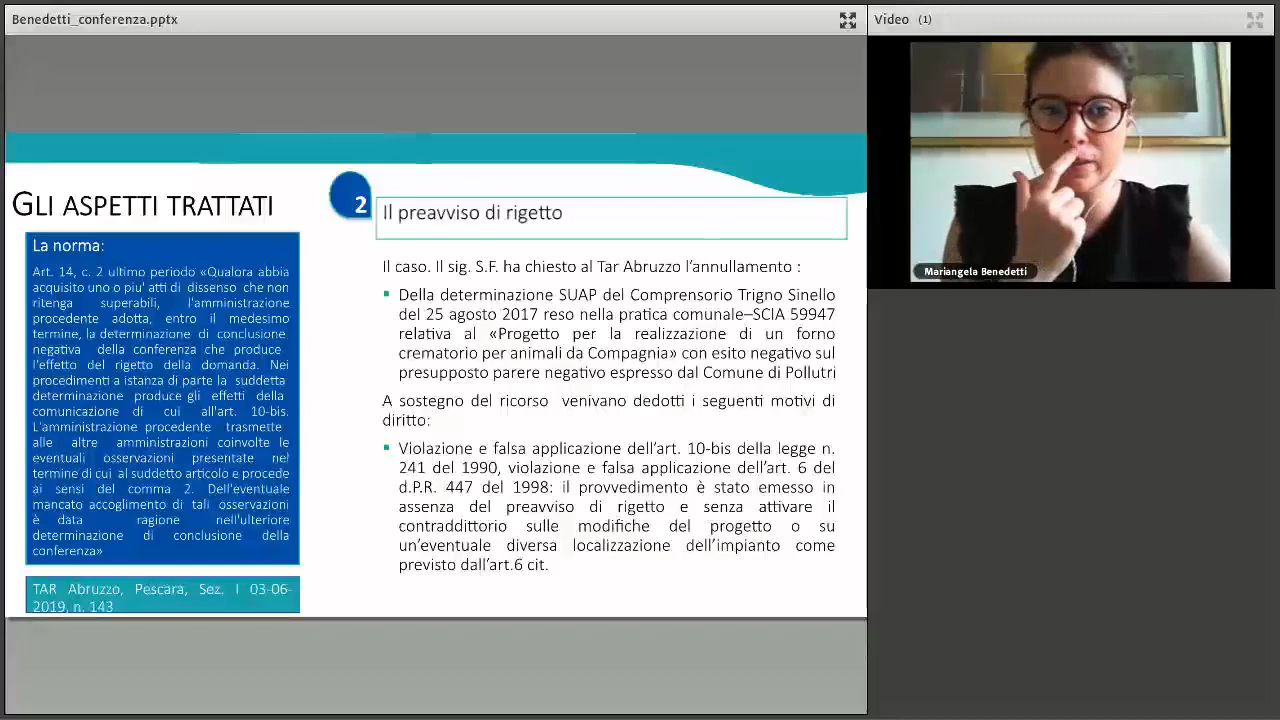 Benedetti_conferenza.pptx
Video (1)
Mariangela Benedetti
GLI ASPETTI TRATTATI
La norma:
Art. 14, c. 2 ultimo periodo «Qualora abbia
acquisito uno o piu' atti di dissenso che non
ritenga superabili, l'amministrazione
procedente adotta, entro il medesimo
termine, la determinazione di conclusione
negativa della conferenza che produce
l'effetto del rigetto della domanda. Nei
procedimenti a istanza di parte la suddetta
determinazione produce gli effetti della
comunicazione di cui all'art. 10-bis.
L'amministrazione procedente trasmette
alle altre amministrazioni coinvolte le
eventuali osservazioni presentate nel
termine di cui al suddetto articolo e procede
ai sensi del comma 2. Dell'eventuale
mancato accoglimento di tali osservazioni
è data ragione nell'ulteriore
determinazione di conclusione della
conferenza»
TAR Abruzzo, Pescara, Sez. I 03-06-
2019, n. 143
2
Il preavviso di rigetto
Il caso. Il sig. S.F. ha chiesto al Tar Abruzzo l'annullamento :
Della determinazione SUAP del Comprensorio Trigno Sinello
del 25 agosto 2017 reso nella pratica comunale–SCIA 59947
relativa al «Progetto per la realizzazione di un forno
crematorio per animali da Compagnia» con esito negativo sul
presupposto parere negativo espresso dal Comune di Pollutri
A sostegno del ricorso venivano dedotti i seguenti motivi di
diritto:
Violazione e falsa applicazione dell'art. 10-bis della legge n.
241 del 1990, violazione e falsa applicazione dell'art. 6 del
d.P.R. 447 del 1998: il provvedimento è stato emesso in
assenza del preavviso di rigetto e senza attivare il
contraddittorio sulle modifiche del progetto o su
un'eventuale diversa localizzazione dell'impianto come
previsto dall'art.6 cit.